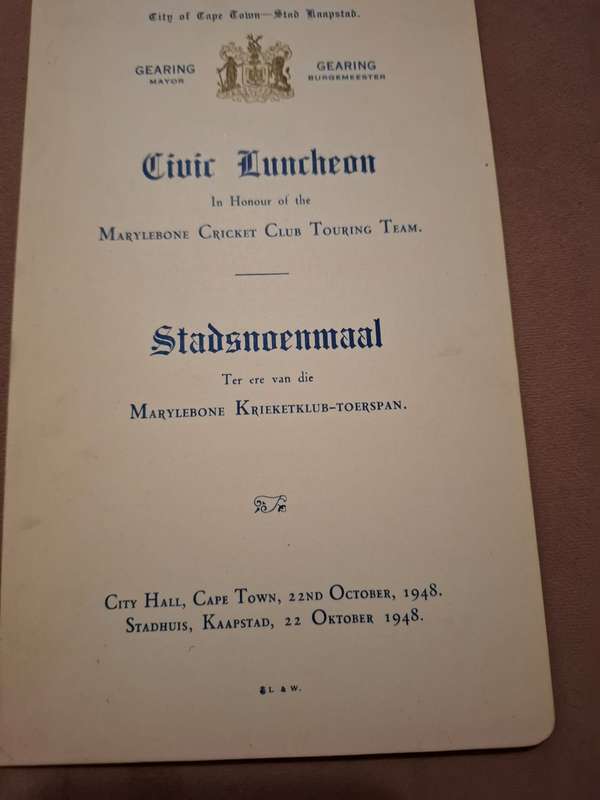 City of Cape Town—Stad Kaapstad.
GEARING
MAYOR
GEARING
BURGEMEESTER
Civic Luncheon
In Honour of the
Marylebone Cricket Club Touring Team.
Stadsnoenmaal
Ter ere van die
Marylebone Krieketklub-toerspan.
City Hall, Cape Town, 22nd October, 1948.
Stadhuis, Kaapstad, 22 Oktober 1948.
L & W.